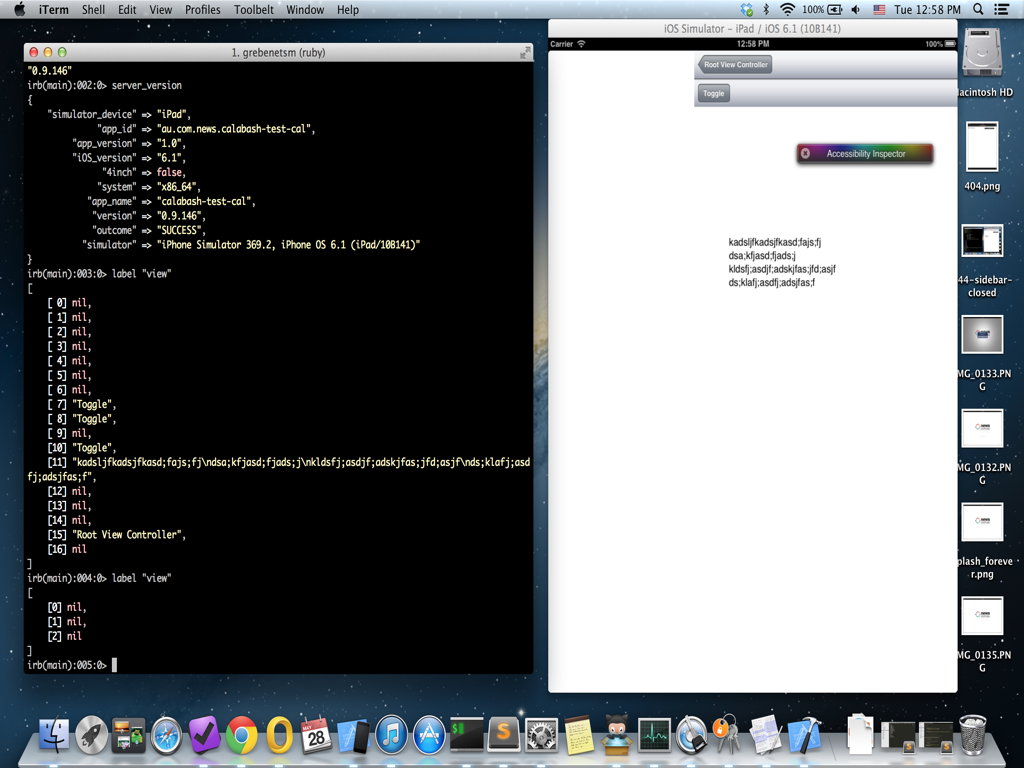 iTerm Shell Edit View Profiles Toolbelt Window Help 100% Tue 12:58 PM
1. grebenetsm (ruby)
"0.9.146"
irb(main):002:0> server_version
{
"simulator_device" => "iPad",
"app_id" => "au.com.news.calabash-test-cal",
"app_version" => "1.0",
"iOS_version" => "6.1",
"4inch" => false,
"system" => "x86_64",
"app_name" => "calabash-test-cal",
"version" => "0.9.146",
"outcome" => "SUCCESS",
"simulator" => "iPhone Simulator 369.2, iPhone OS 6.1 (iPad/10B141)"
}
irb(main):003:0> label "view"
[
[ 0] nil,
[ 1] nil,
[ 2] nil,
[ 3] nil,
[ 4] nil,
[ 5] nil,
[ 6] nil,
[ 7] "Toggle",
[ 8] "Toggle",
[ 9] nil,
[10] "Toggle",
[11] "kadsljfkadsjfkasd;fajs;fj\ndsa;kfjasd;fjads;j\nkldsfj;asdjf;adskjfas;jfd;asjf\nds;klafj;asd
fj;adsjfas;f",
[12] nil,
[13] nil,
[14] nil,
[15] "Root View Controller",
[16] nil
]
irb(main):004:0> label "view"
[
[0] nil,
[1] nil,
[2] nil
]
irb(main):005:0>
iOS Simulator - iPad / iOS 6.1 (10B141)
Carrier 12:58 PM 100%
Root View Controller
Toggle
Accessibility Inspector
kadsljfkadsjfkasd;fajs;fj
dsa;kfjasd;fjads;j
kldsfj;asdjf;adskjfas;jfd;asjf
ds;klafj;asdfj;adsjfas;f
acintosh HD
404.png
44-sidebar-
closed
MG_0133.PN
G
MG_0132.PN
G
plash_foreve
r.png
MG_0135.PN
G
MAY
28